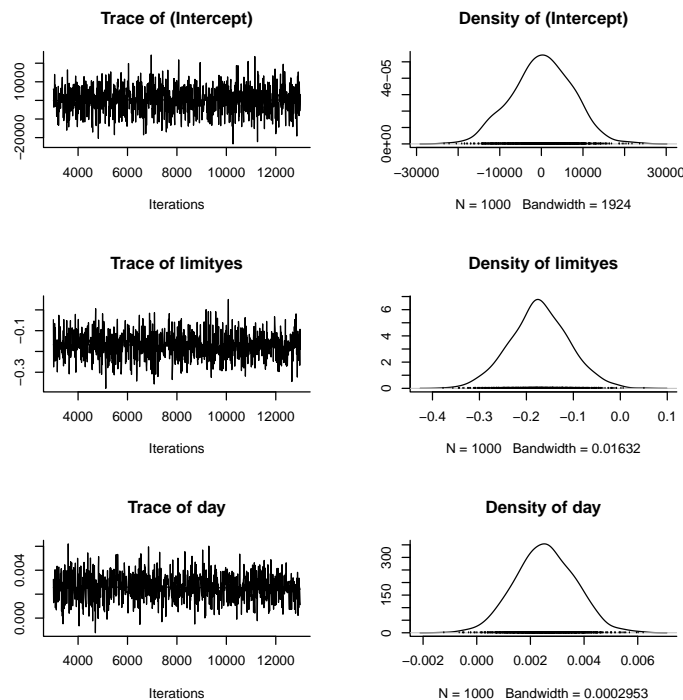 Trace of (Intercept)
10000
−20000
4000 6000 8000 10000 12000
Iterations
Density of (Intercept)
4e−05
0e+00
−30000 −10000 0 10000 30000
N = 1000 Bandwidth = 1924
Trace of limityes
−0.1
−0.3
4000 6000 8000 10000 12000
Iterations
Density of limityes
6
4
2
0
−0.4 −0.3 −0.2 −0.1 0.0 0.1
N = 1000 Bandwidth = 0.01632
Trace of day
0.004
0.000
4000 6000 8000 10000 12000
Iterations
Density of day
300
150
0
−0.002 0.000 0.002 0.004 0.006
N = 1000 Bandwidth = 0.0002953